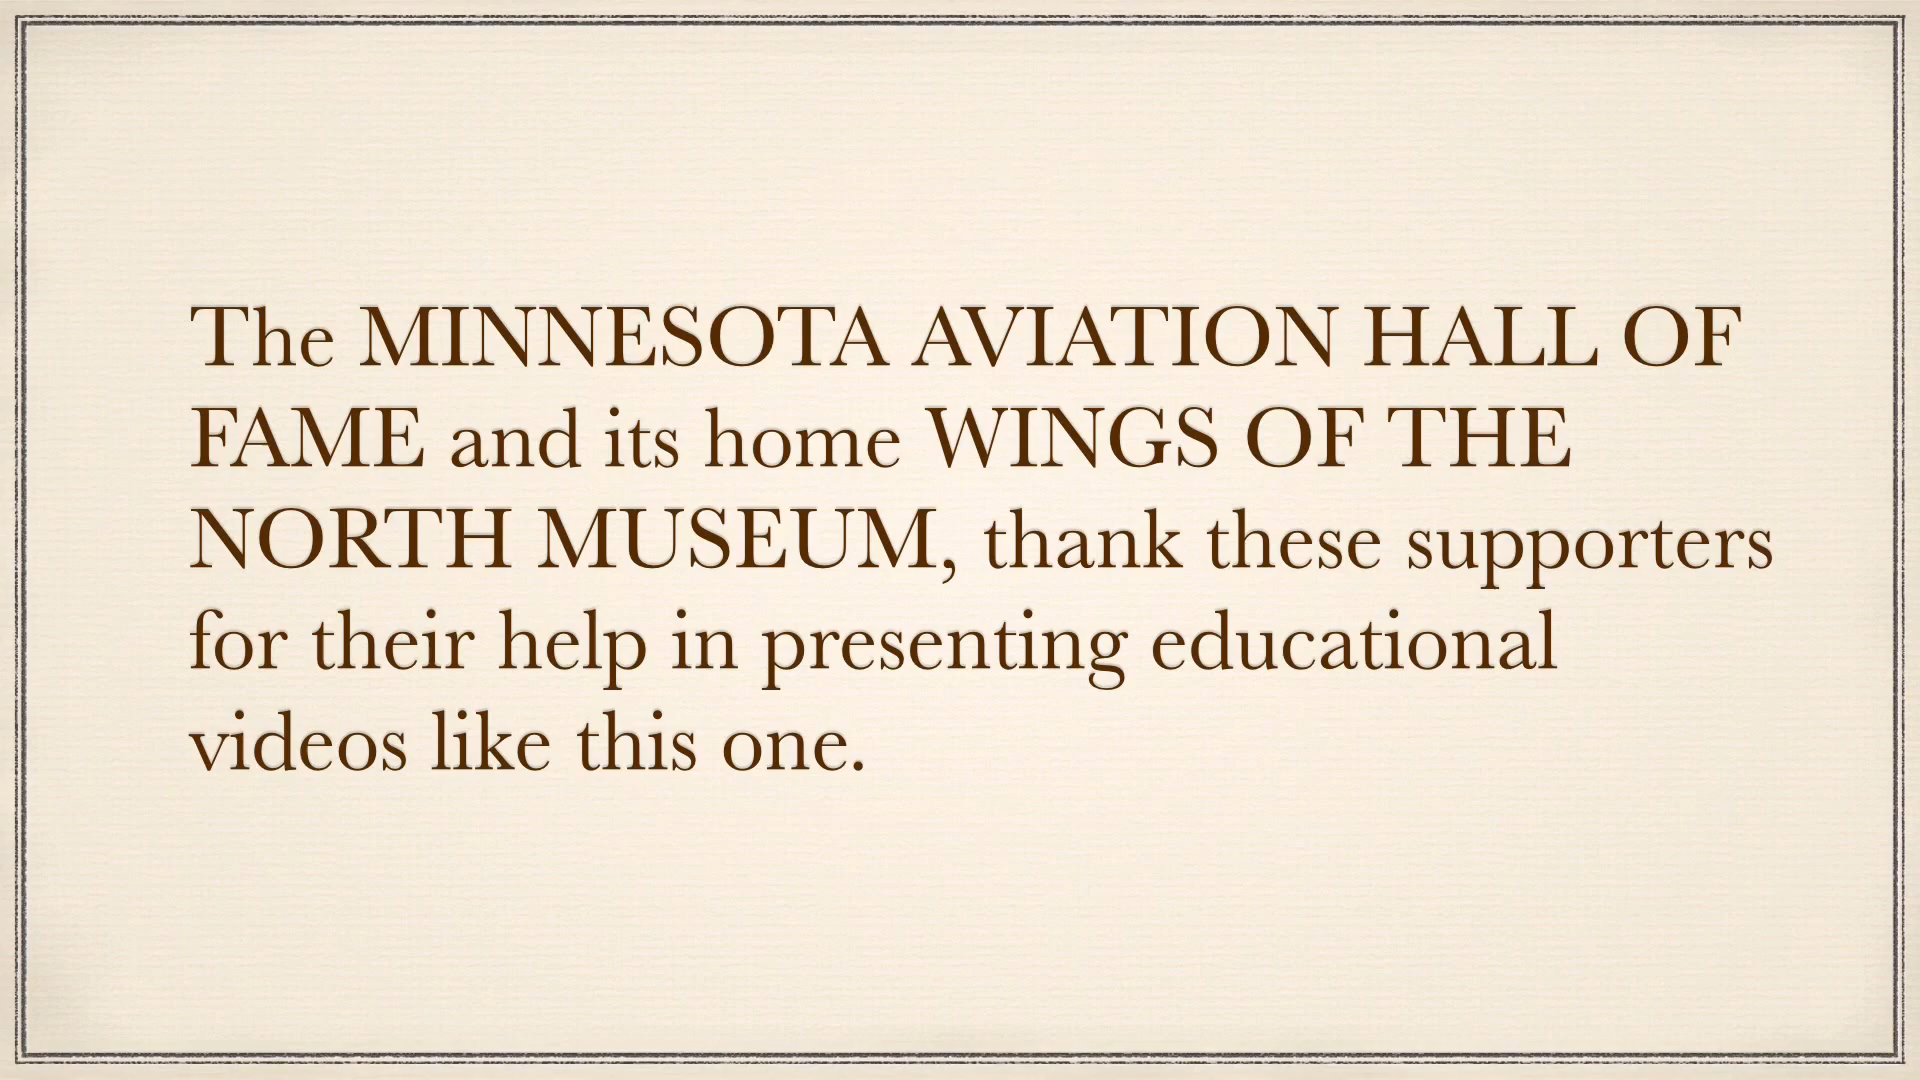 The MINNESOTA AVIATION HALL OF
FAME and its home WINGS OF THE
NORTH MUSEUM, thank these supporters
for their help in presenting educational
videos like this one.